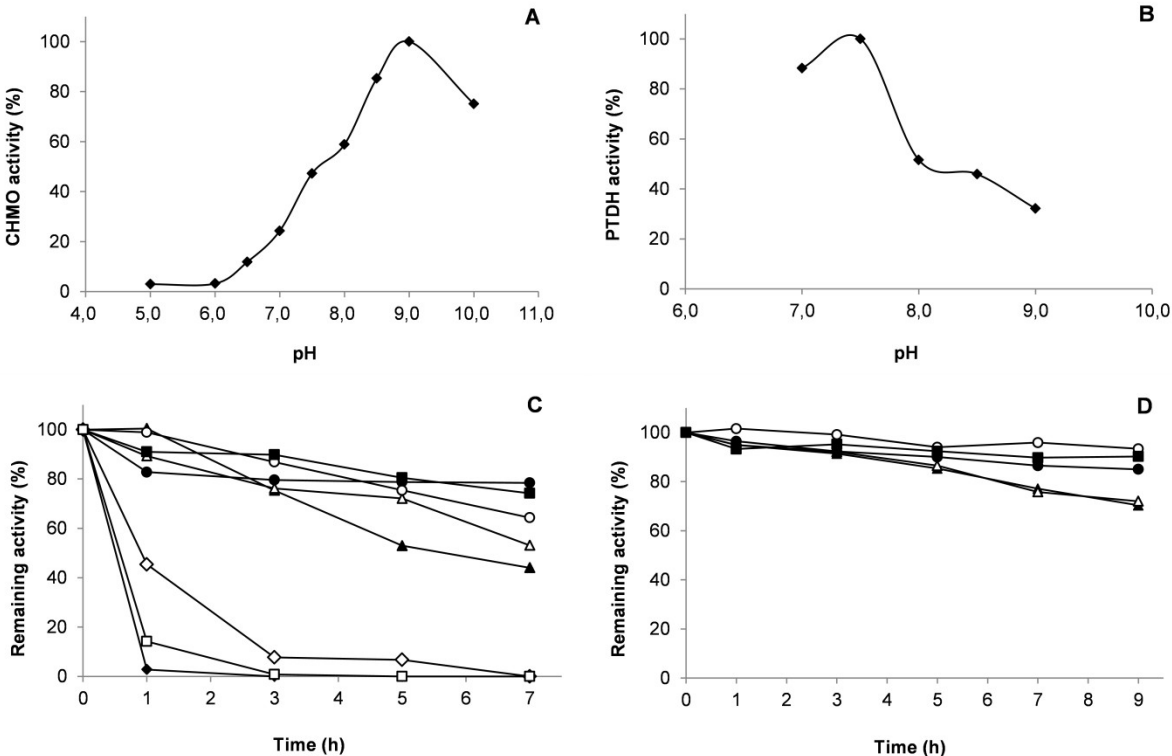 A
CHMO activity (%)
100
80
60
40
20
0
4,0 5,0 6,0 7,0 8,0 9,0 10,0 11,0
pH
B
PTDH activity (%)
100
80
60
40
20
0
6,0 7,0 8,0 9,0 10,0
pH
C
Remaining activity (%)
100
80
60
40
20
0
0 1 2 3 4 5 6 7
Time (h)
D
Remaining activity (%)
100
80
60
40
20
0
0 1 2 3 4 5 6 7 8 9
Time (h)